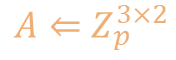 A ⇐ Z_p^{3×2}